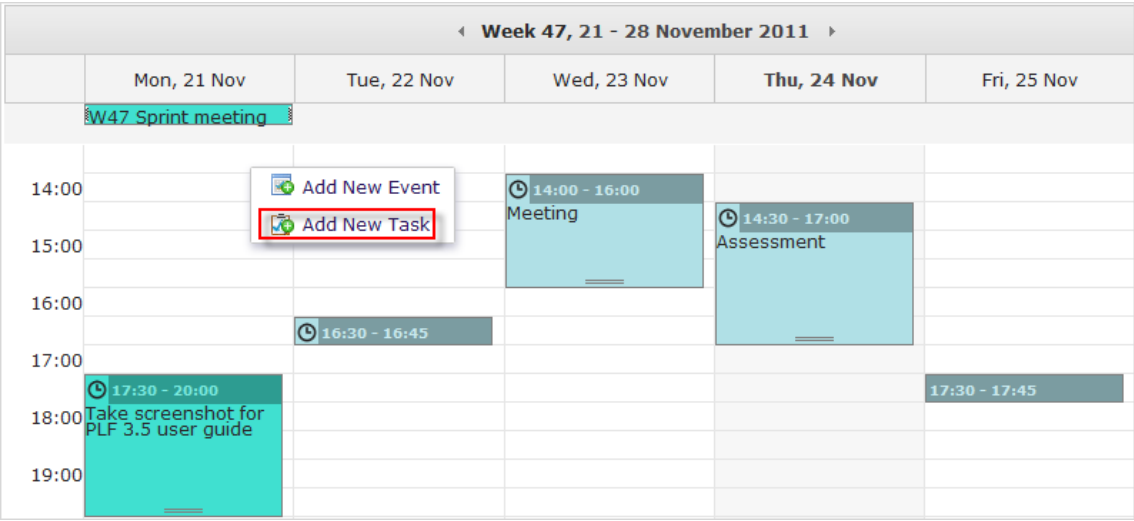 Week 47, 21 - 28 November 2011
Mon, 21 Nov
Tue, 22 Nov
Wed, 23 Nov
Thu, 24 Nov
Fri, 25 Nov
W47 Sprint meeting
14:00
15:00
16:00
17:00
18:00
19:00
Add New Event
Add New Task
17:30 - 20:00
Take screenshot for
PLF 3.5 user guide
16:30 - 16:45
14:00 - 16:00
Meeting
14:30 - 17:00
Assessment
17:30 - 17:45